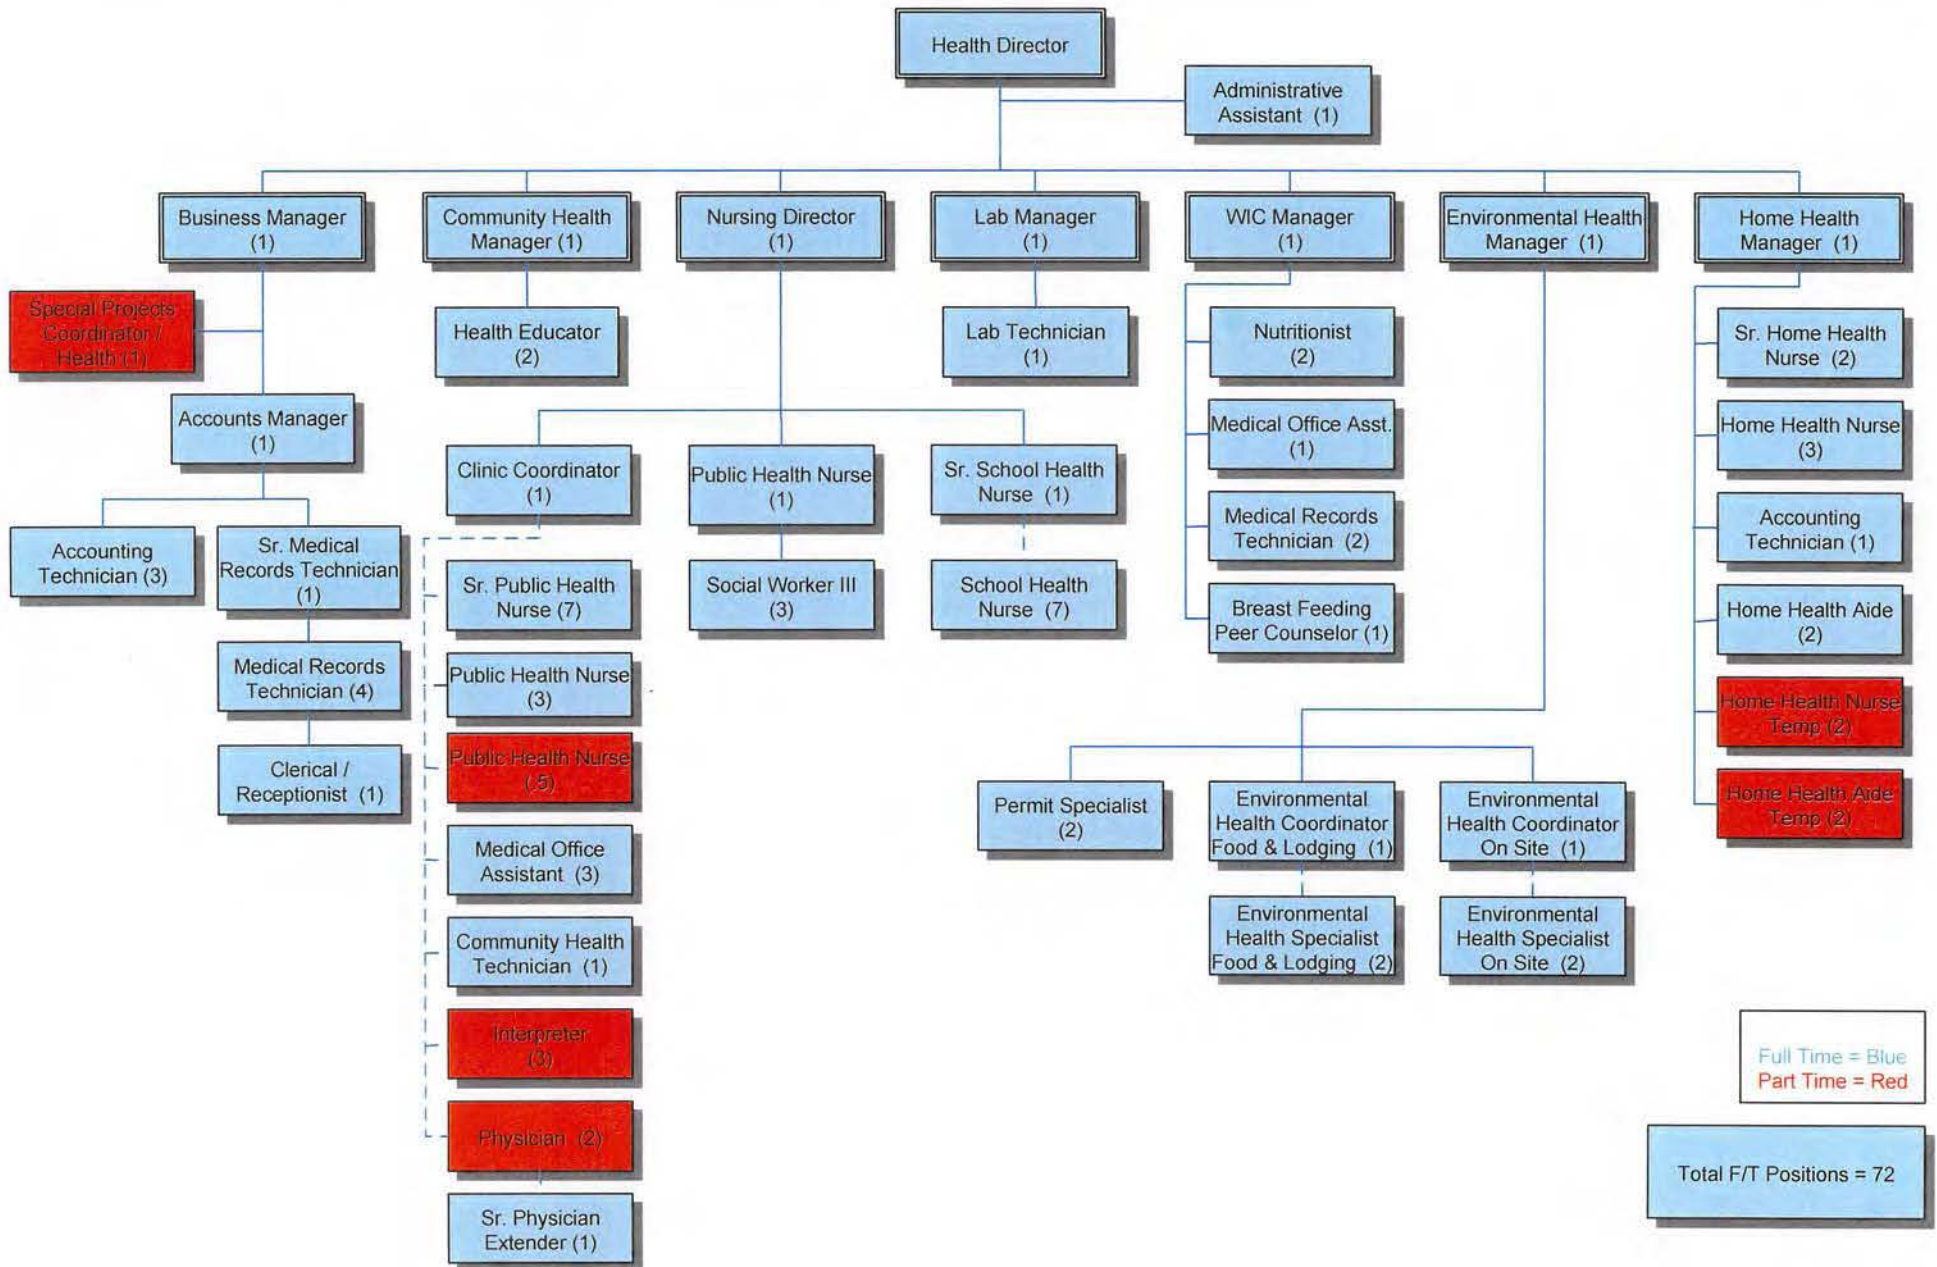 Health Director
Administrative
Assistant (1)
Business Manager
(1)
Community Health
Manager (1)
Nursing Director
(1)
Lab Manager
(1)
WIC Manager
(1)
Environmental Health
Manager (1)
Home Health
Manager (1)
Special Projects
Coordinator /
Health (1)
Accounts Manager
(1)
Accounting
Technician (3)
Sr. Medical
Records Technician
(1)
Medical Records
Technician (4)
Clerical /
Receptionist (1)
Health Educator
(2)
Clinic Coordinator
(1)
Sr. Public Health
Nurse (7)
Public Health Nurse
(3)
Public Health Nurse
(.5)
Medical Office
Assistant (3)
Community Health
Technician (1)
Interpreter
(3)
Physician (2)
Sr. Physician
Extender (1)
Public Health Nurse
(1)
Social Worker III
(3)
Sr. School Health
Nurse (1)
School Health
Nurse (7)
Lab Technician
(1)
Nutritionist
(2)
Medical Office Asst.
(1)
Medical Records
Technician (2)
Breast Feeding
Peer Counselor (1)
Permit Specialist
(2)
Environmental
Health Coordinator
Food & Lodging (1)
Environmental
Health Specialist
Food & Lodging (2)
Environmental
Health Coordinator
On Site (1)
Environmental
Health Specialist
On Site (2)
Sr. Home Health
Nurse (2)
Home Health Nurse
(3)
Accounting
Technician (1)
Home Health Aide
(2)
Home Health Nurse
Temp (2)
Home Health Aide
Temp (2)
Full Time = Blue
Part Time = Red
Total F/T Positions = 72